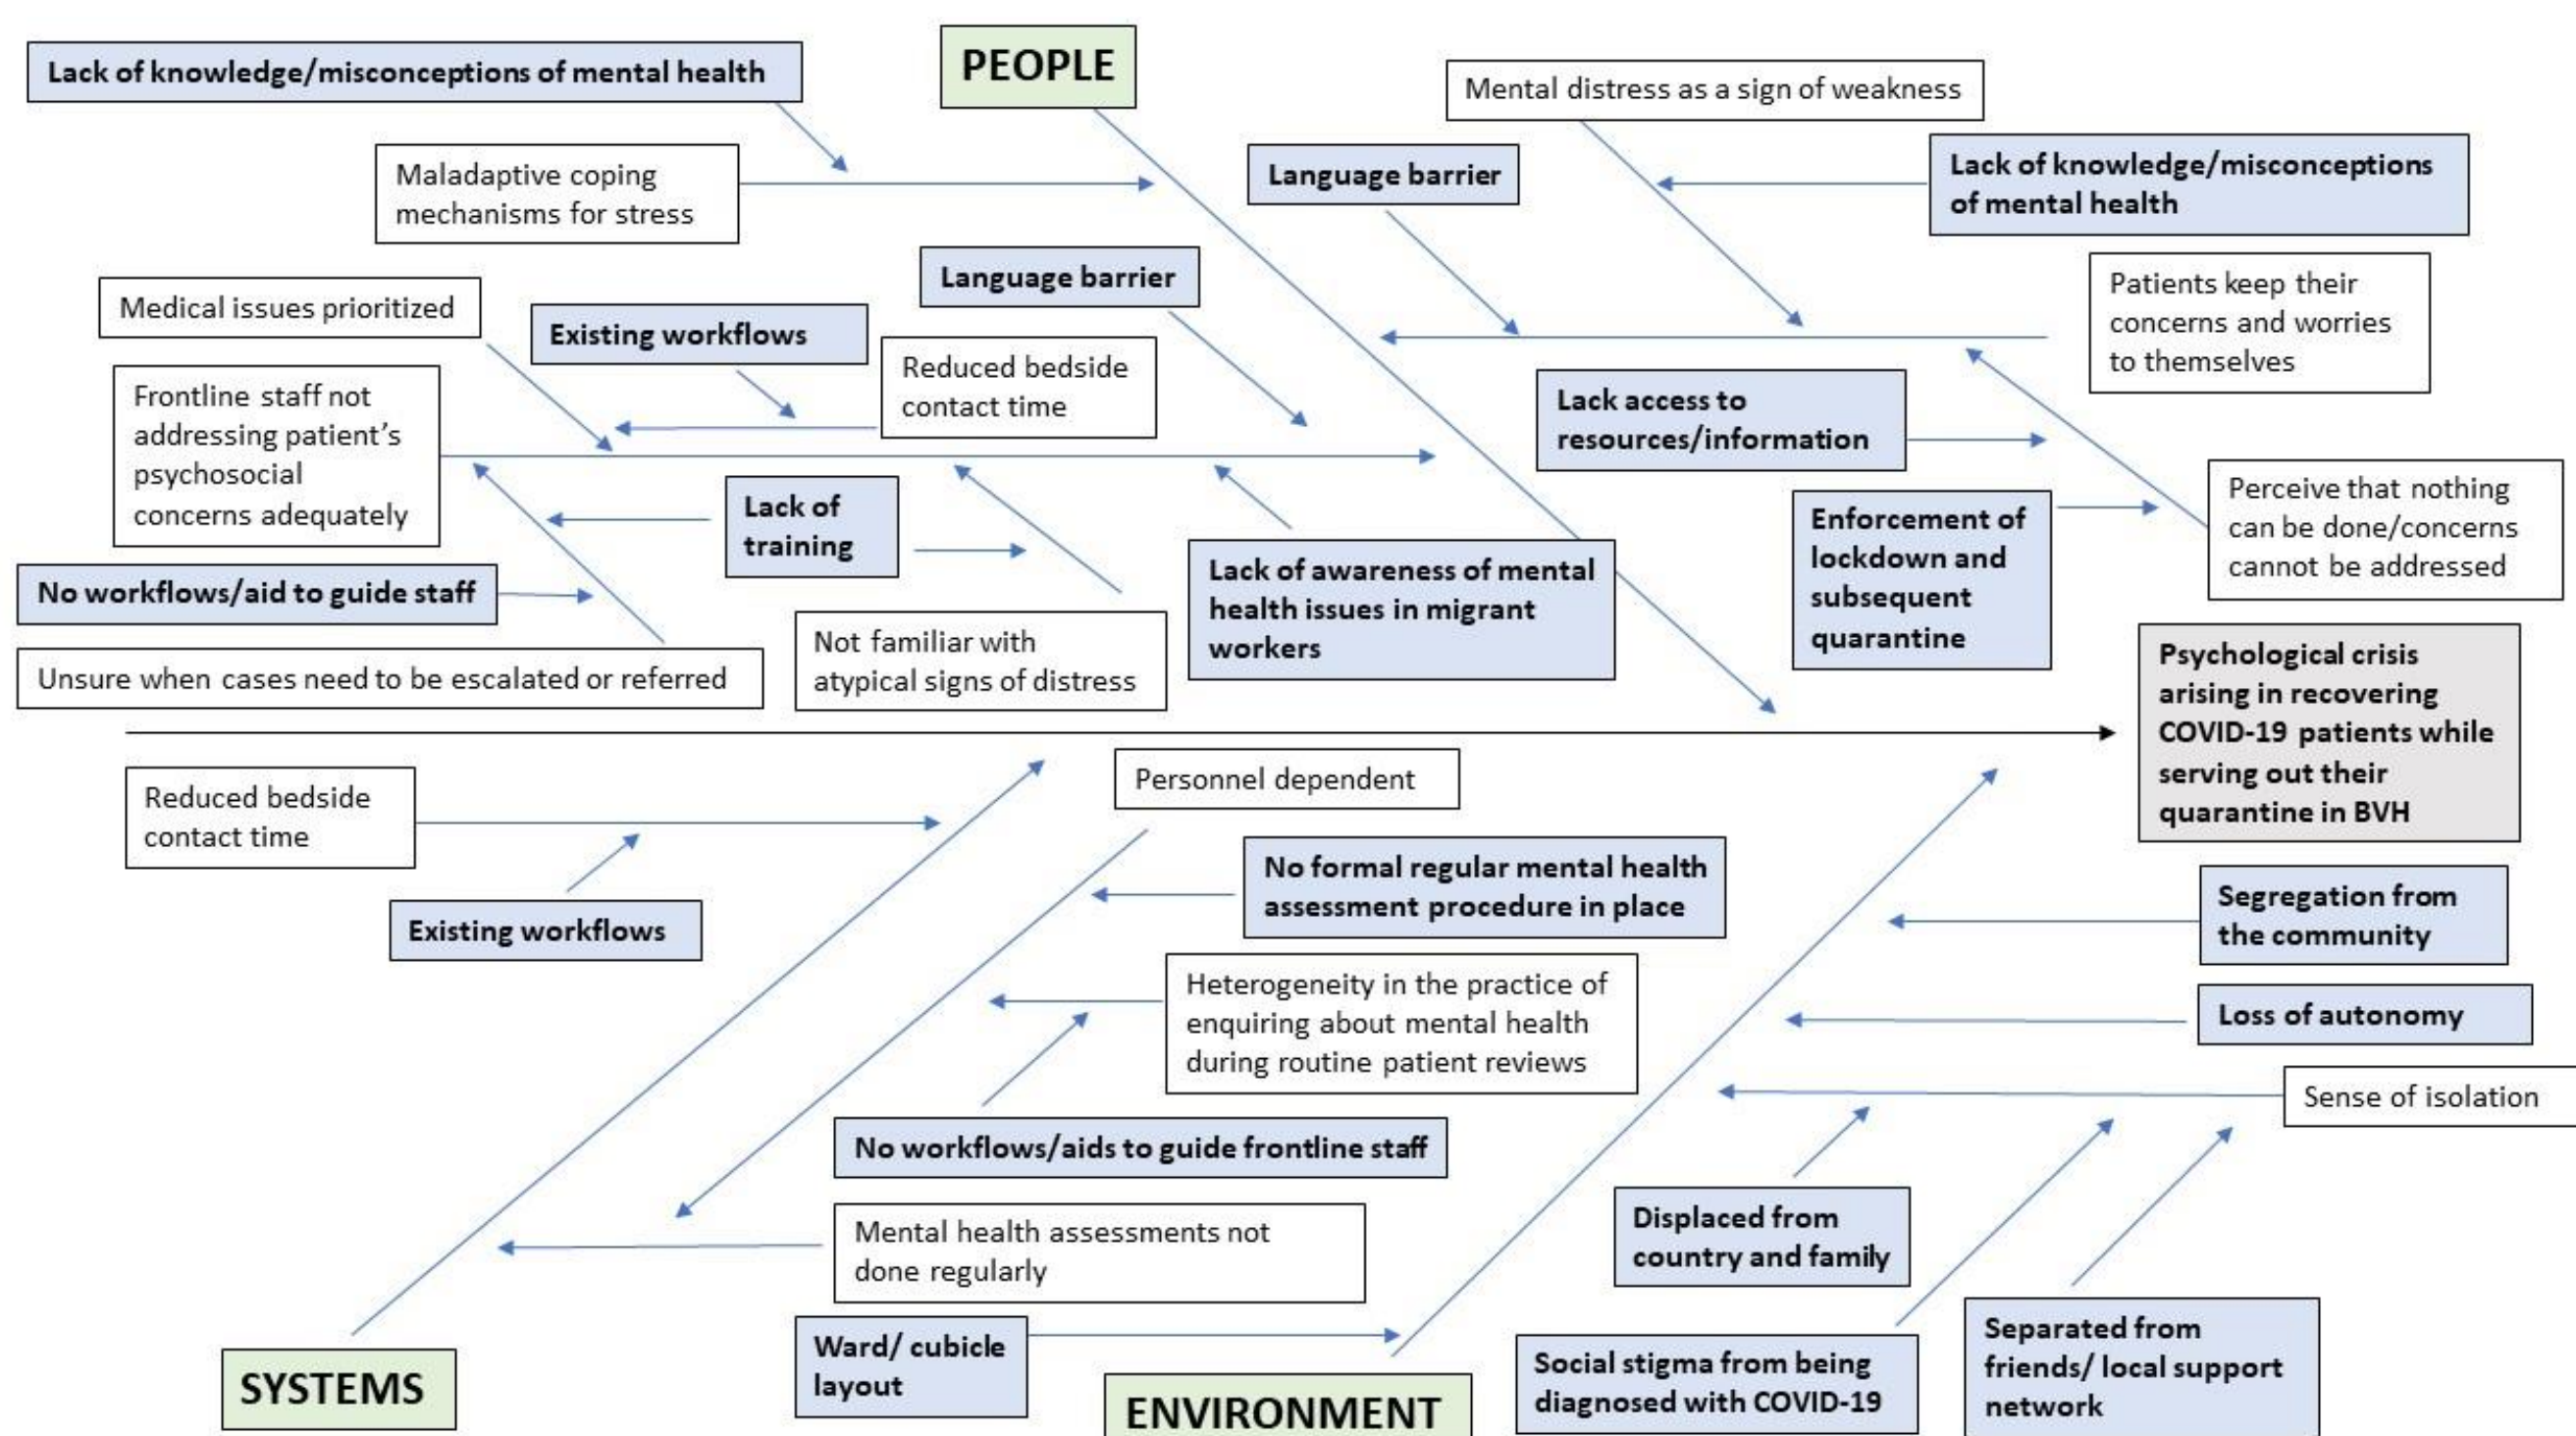 Lack of knowledge/misconceptions of mental health
PEOPLE
Mental distress as a sign of weakness
Maladaptive coping
mechanisms for stress
Language barrier
Lack of knowledge/misconceptions
of mental health
Language barrier
Medical issues prioritized
Existing workflows
Reduced bedside
contact time
Patients keep their
concerns and worries
to themselves
Frontline staff not
addressing patient's
psychosocial
concerns adequately
Lack access to
resources/information
Lack of
training
Enforcement of
lockdown and
subsequent
quarantine
Perceive that nothing
can be done/concerns
cannot be addressed
No workflows/aid to guide staff
Lack of awareness of mental
health issues in migrant
workers
Unsure when cases need to be escalated or referred
Not familiar with
atypical signs of distress
Psychological crisis
arising in recovering
COVID-19 patients while
serving out their
quarantine in BVH
Reduced bedside
contact time
Personnel dependent
Existing workflows
No formal regular mental health
assessment procedure in place
Segregation from
the community
Heterogeneity in the practice of
enquiring about mental health
during routine patient reviews
Loss of autonomy
Sense of isolation
No workflows/aids to guide frontline staff
Mental health assessments not
done regularly
Displaced from
country and family
Ward/ cubicle
layout
Social stigma from being
diagnosed with COVID-19
Separated from
friends/ local support
network
SYSTEMS
ENVIRONMENT